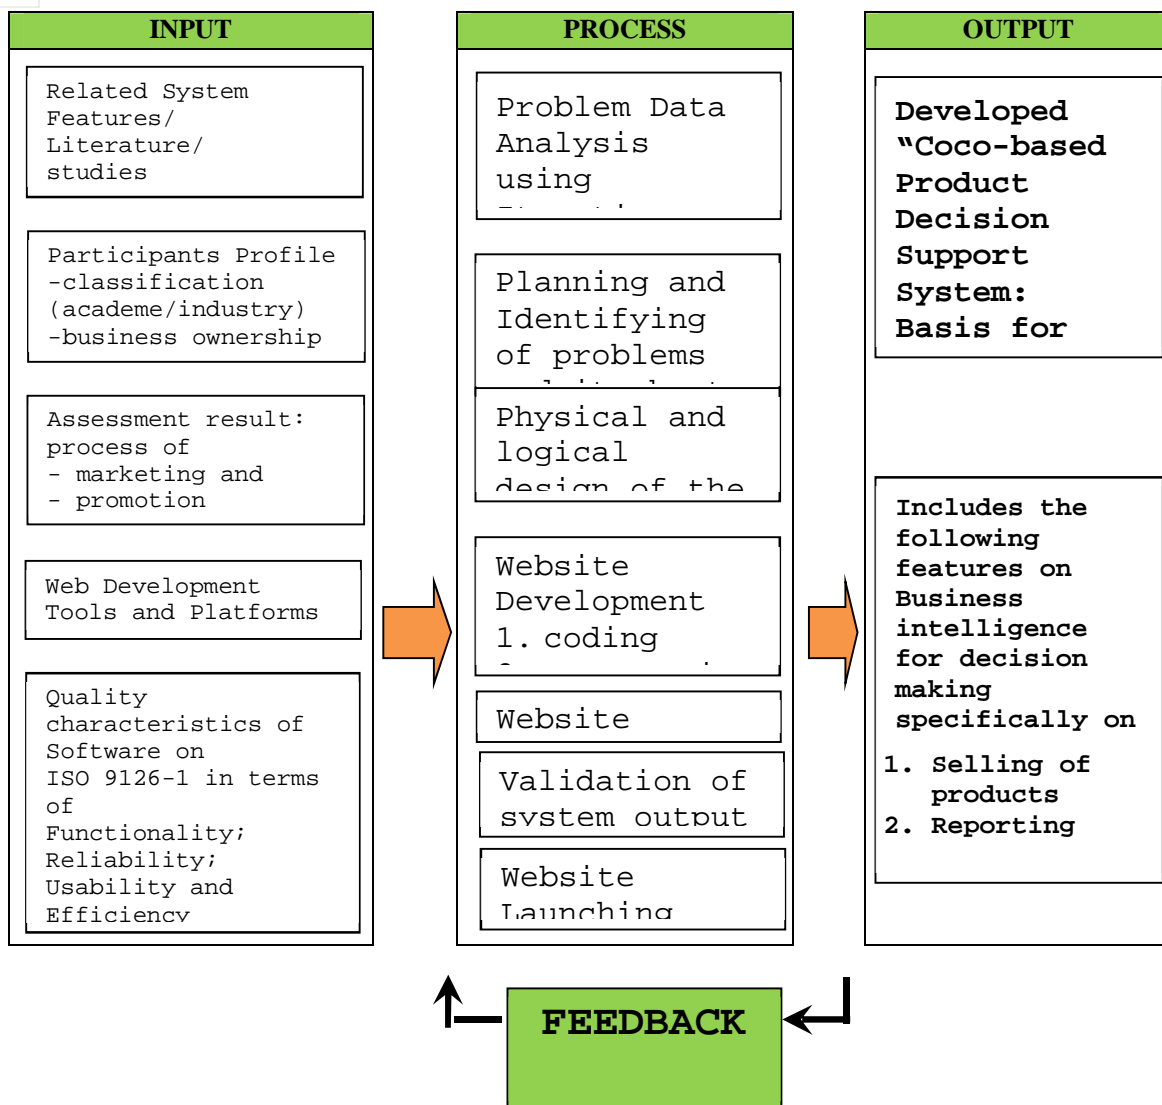 INPUT
Related System
Features/
Literature/
studies
Participants Profile
-classification
(academe/industry)
-business ownership
Assessment result:
process of
- marketing and
- promotion
Web Development
Tools and Platforms
Quality
characteristics of
Software on
ISO 9126-1 in terms
of
Functionality;
Reliability;
Usability and
Efficiency
PROCESS
Problem Data
Analysis
using
Planning and
Identifying
of problems
Physical and
logical
design of the
Website
Development
1. coding
Website
Validation of
system output
Website
Launching
OUTPUT
Developed
“Coco-based
Product
Decision
Support
System:
Basis for
Includes the
following
features on
Business
intelligence
for decision
making
specifically on
1. Selling of
products
2. Reporting
FEEDBACK